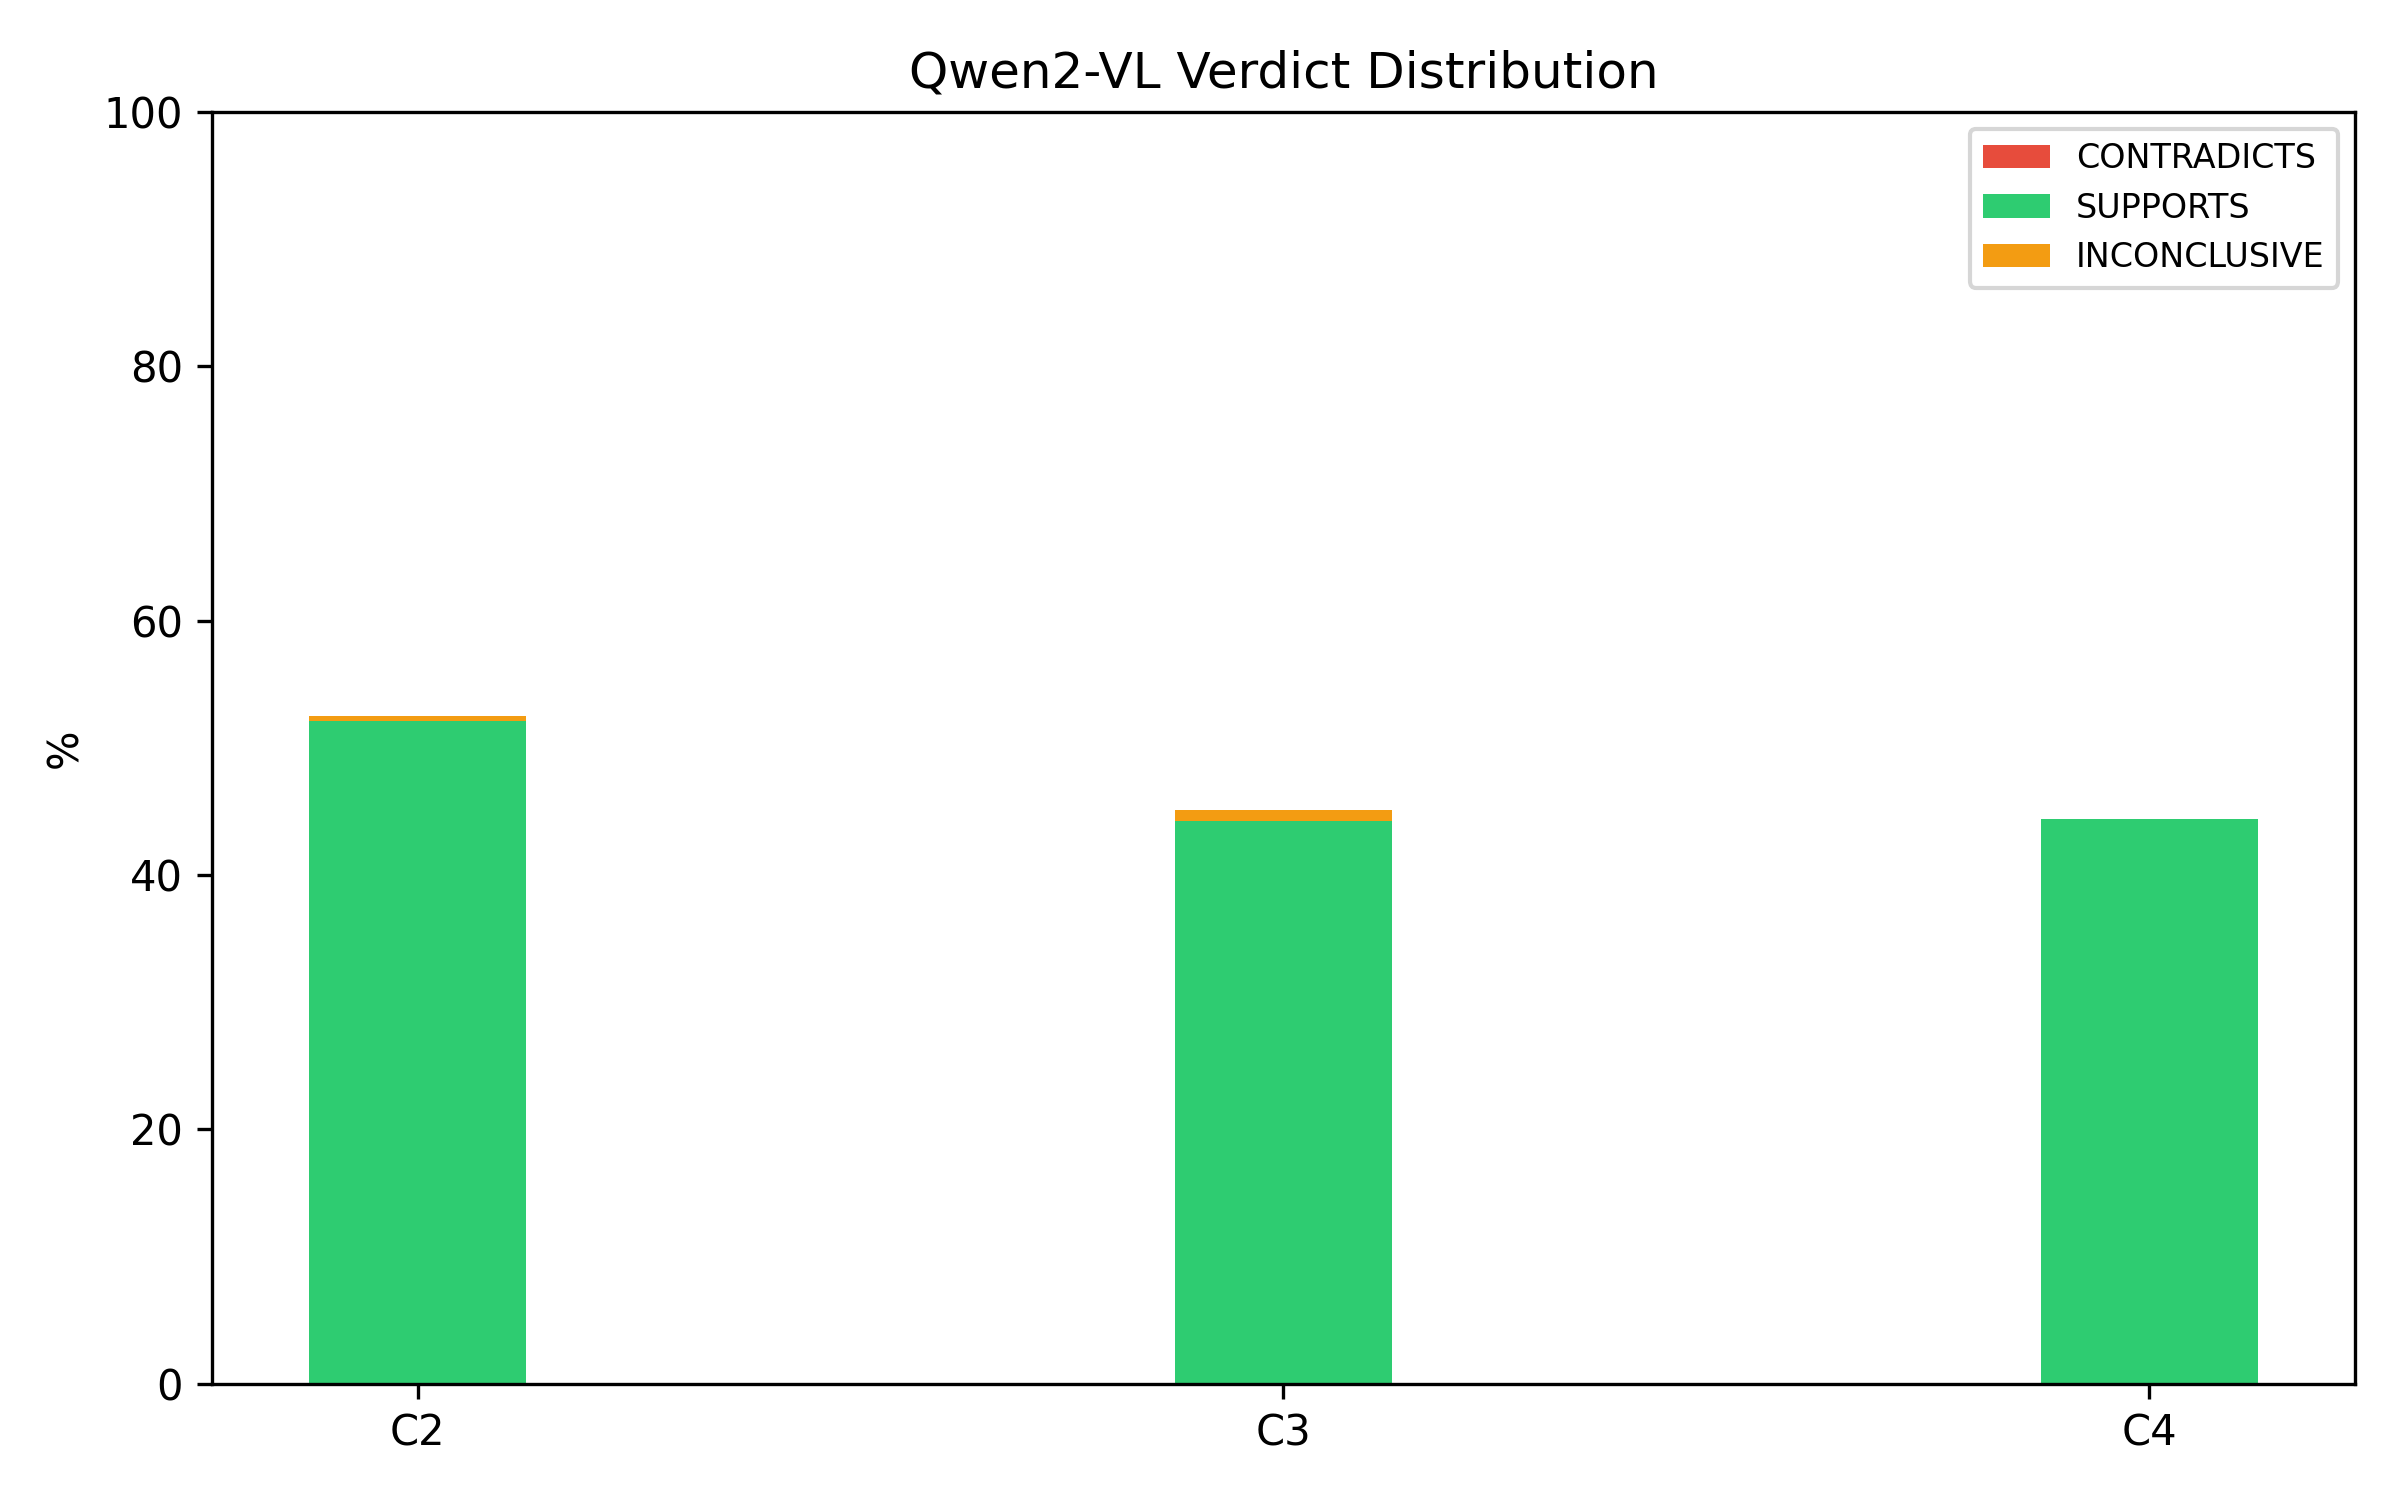 Qwen2-VL Verdict Distribution
100
80
60
40
20
0
%
CONTRADICTS
SUPPORTS
INCONCLUSIVE
C2
C3
C4